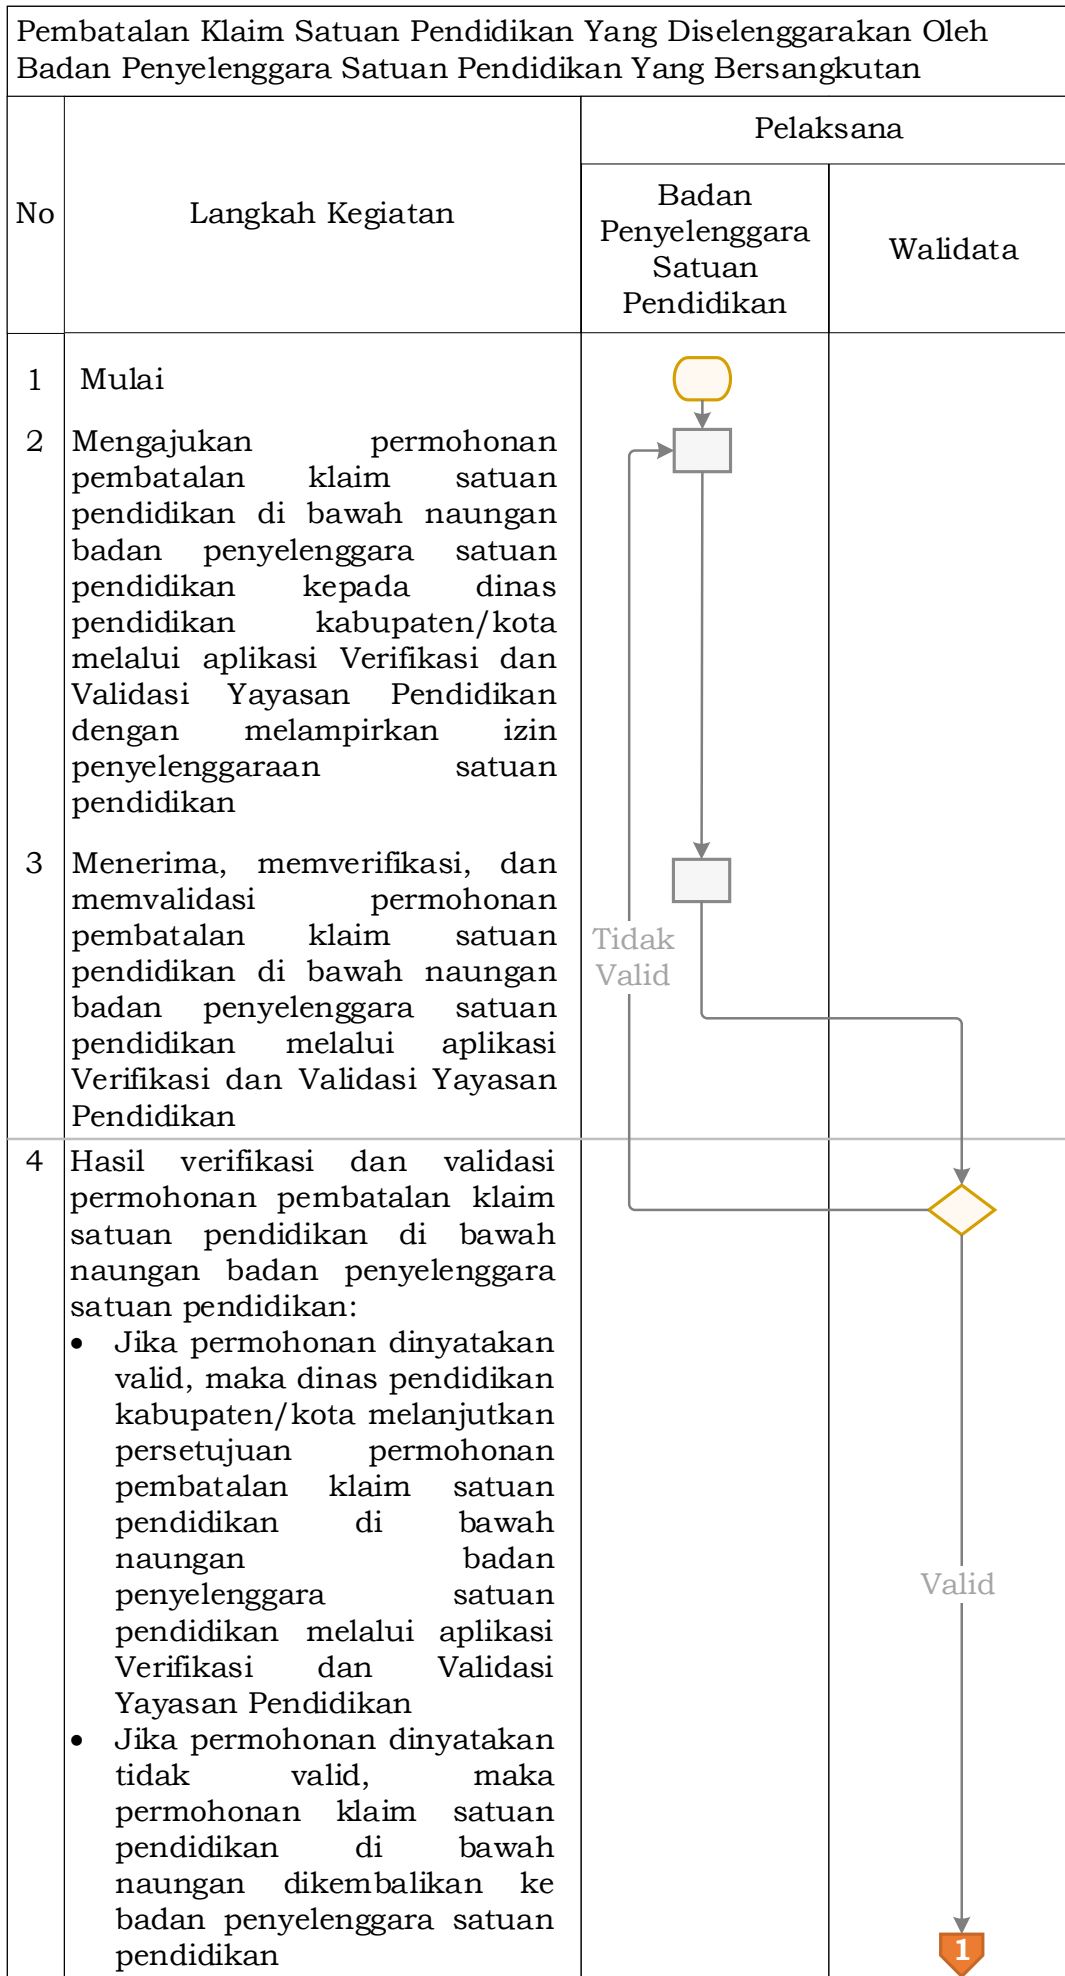 Pembatalan Klaim Satuan Pendidikan Yang Diselenggarakan Oleh
Badan Penyelenggara Satuan Pendidikan Yang Bersangkutan
No
Langkah Kegiatan
Pelaksana
Badan
Penyelenggara
Satuan
Pendidikan
Walidata
1 Mulai
2 Mengajukan permohonan
pembatalan klaim satuan
pendidikan di bawah naungan
badan penyelenggara satuan
pendidikan kepada dinas
pendidikan kabupaten/kota
melalui aplikasi Verifikasi dan
Validasi Yayasan Pendidikan
dengan melampirkan izin
penyelenggaraan satuan
pendidikan
3 Menerima, memverifikasi, dan
memvalidasi permohonan
pembatalan klaim satuan
pendidikan di bawah naungan
badan penyelenggara satuan
pendidikan melalui aplikasi
Verifikasi dan Validasi Yayasan
Pendidikan
Tidak
Valid
4 Hasil verifikasi dan validasi
permohonan pembatalan klaim
satuan pendidikan di bawah
naungan badan penyelenggara
satuan pendidikan:
• Jika permohonan dinyatakan
valid, maka dinas pendidikan
kabupaten/kota melanjutkan
persetujuan permohonan
pembatalan klaim satuan
pendidikan di bawah
naungan badan
penyelenggara satuan
pendidikan melalui aplikasi
Verifikasi dan Validasi
Yayasan Pendidikan
• Jika permohonan dinyatakan
tidak valid, maka
permohonan klaim satuan
pendidikan di bawah
naungan dikembalikan ke
badan penyelenggara satuan
pendidikan
Valid
1